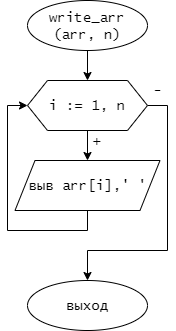 write_arr
(arr, n)
i := 1, n
-
+
выв arr[i],' '
выход